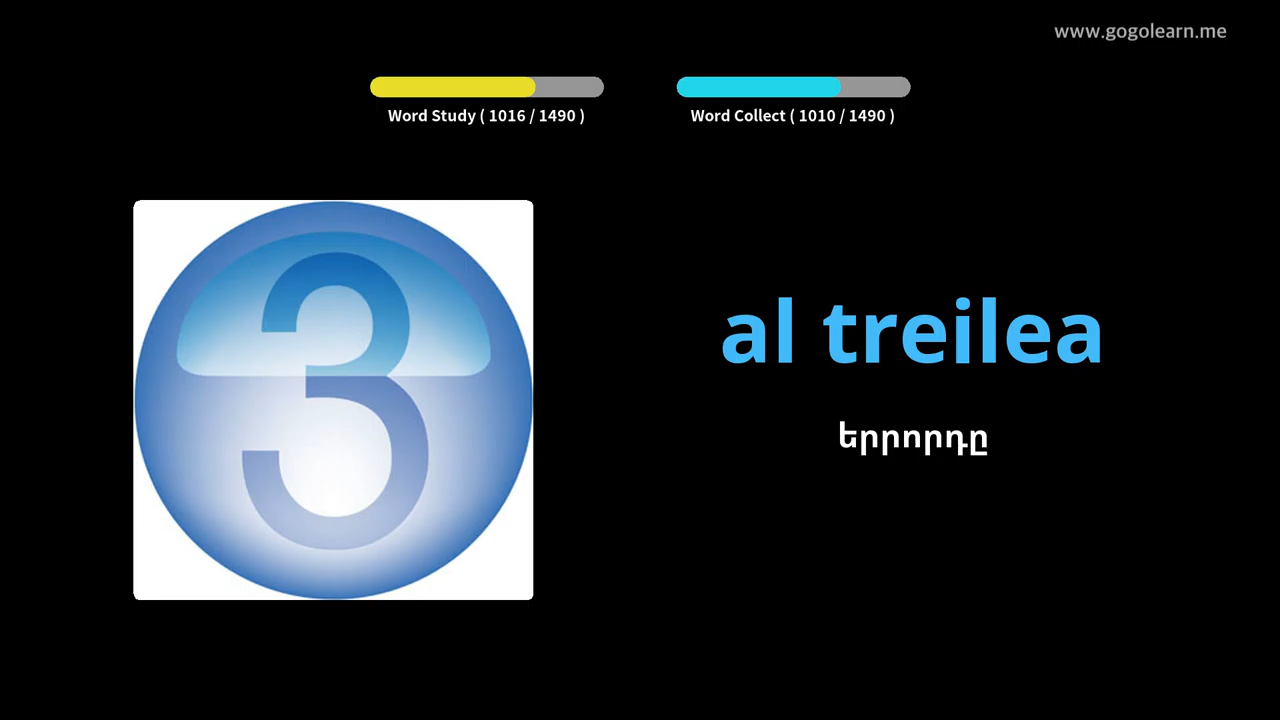 www.gogolearn.me
Word Study ( 1016 / 1490 )
Word Collect ( 1010 / 1490 )
3
al treilea
երրորդը